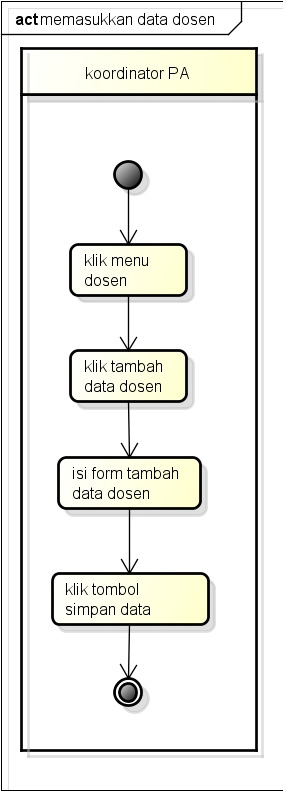 act memasukkan data dosen
koordinator PA
klik menu
dosen
klik tambah
data dosen
isi form tambah
data dosen
klik tombol
simpan data